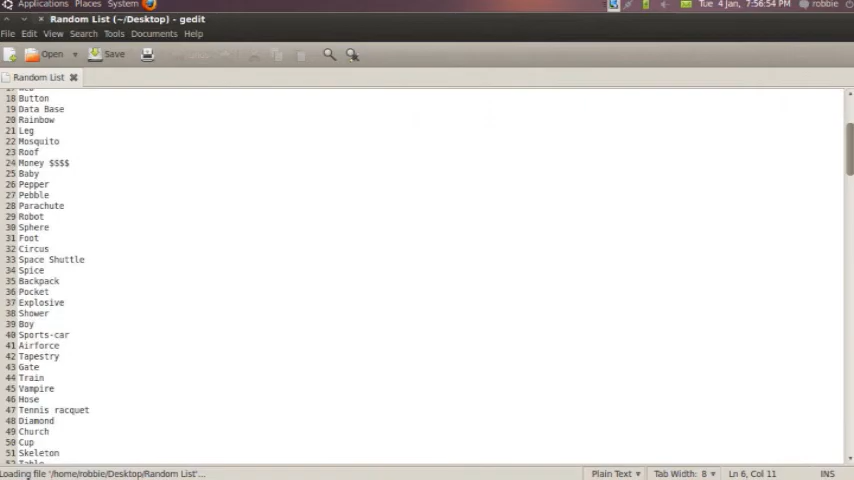 Applications Places System Tue 4 Jan, 7:56:54 PM robbie
Random List (~/Desktop) - gedit
File Edit View Search Tools Documents Help
Open Save
Random List
18 Button
19 Data Base
20 Rainbow
21 Leg
22 Mosquito
23 Roof
24 Money $$$$
25 Baby
26 Pepper
27 Pebble
28 Parachute
29 Robot
30 Sphere
31 Foot
32 Circus
33 Space Shuttle
34 Spice
35 Backpack
36 Pocket
37 Explosive
38 Shower
39 Boy
40 Sports-car
41 Airforce
42 Tapestry
43 Gate
44 Train
45 Vampire
46 Hose
47 Tennis racquet
48 Diamond
49 Church
50 Cup
51 Skeleton
52 Table
Loading file '/home/robbie/Desktop/Random List'... Plain Text Tab Width: 8 Ln 6, Col 11 INS